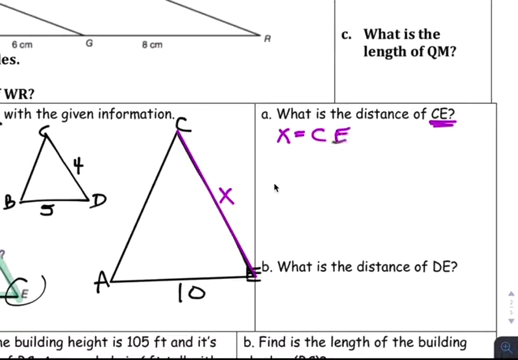 6 cm G 8 cm R
c. What is the
length of QM?
les.
f WR?
with the given information.
a. What is the distance of CE?
x = CE
C
4
B 5 D
C
x
A 10 E
?
E
b. What is the distance of DE?
he building height is 105 ft and it's
b. Find is the length of the building